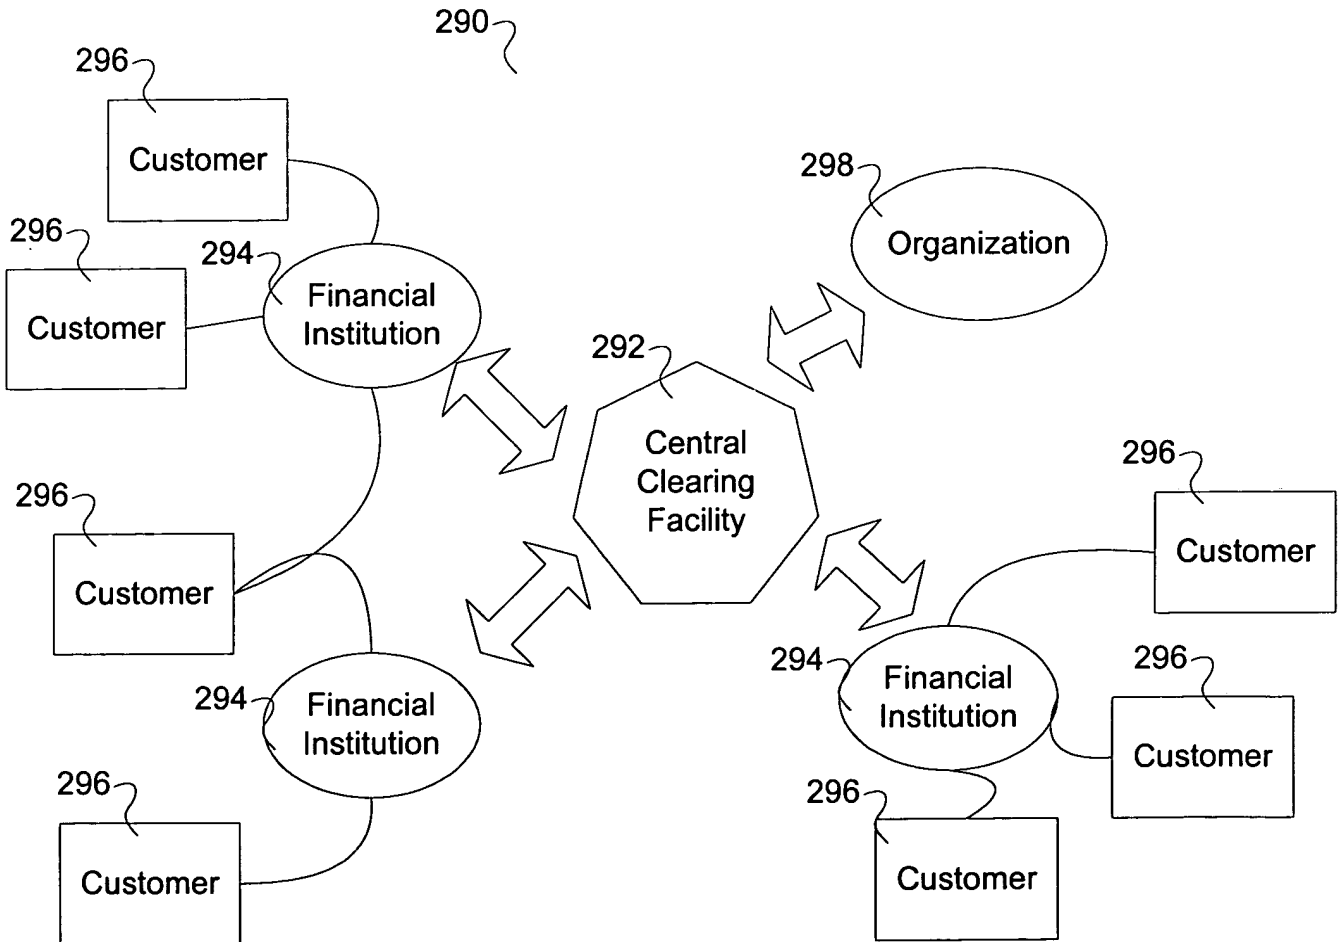 290
296
Customer
298
Organization
296
Customer
294
Financial
Institution
292
Central
Clearing
Facility
296
Customer
296
Customer
294
Financial
Institution
296
Customer
294
Financial
Institution
296
Customer
296
Customer